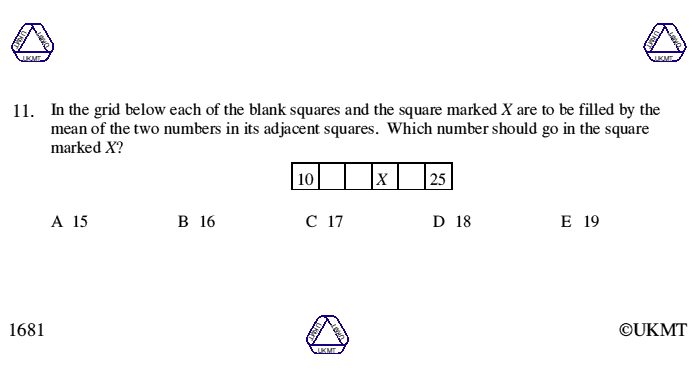 11. In the grid below each of the blank squares and the square marked X are to be filled by the
mean of the two numbers in its adjacent squares. Which number should go in the square
marked X?
10 X 25
A 15 B 16 C 17 D 18 E 19
1681 ©UKMT
UKMT UKMT UKMT
UKMT UKMT UKMT
UKMT UKMT UKMT